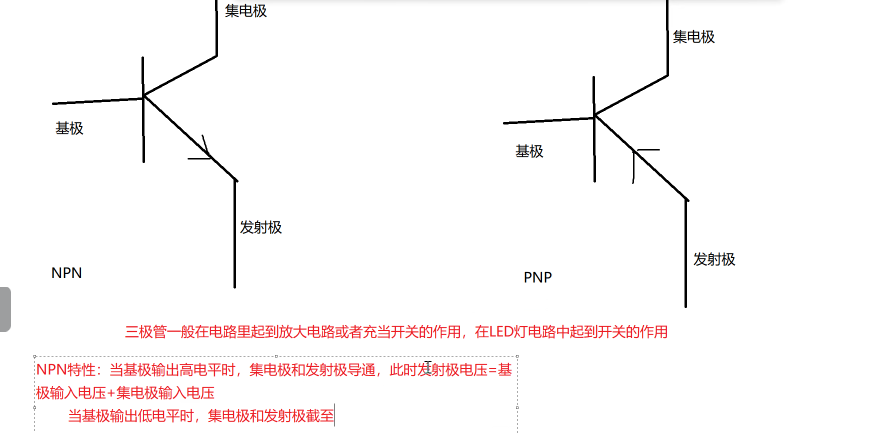 集电极
集电极
基极
基极
发射极
发射极
NPN
PNP
三极管一般在电路里起到放大电路或者充当开关的作用，在LED灯电路中起到开关的作用
NPN特性：当基极输出高电平时，集电极和发射极导通，此时发射极电压=基
极输入电压+集电极输入电压
当基极输出低电平时，集电极和发射极截至